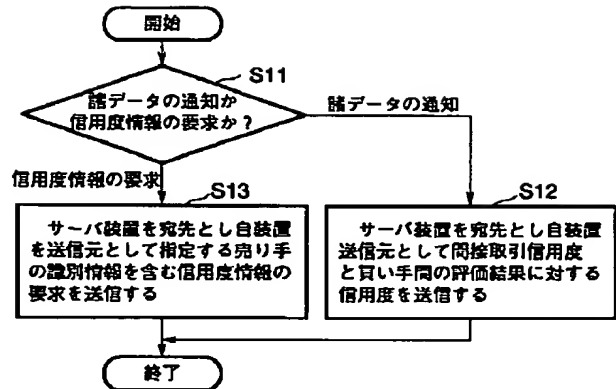 開始
S11
諸データの通知か
信用度情報の要求か？
諸データの通知
信用度情報の要求
S13
サーバ装置を宛先とし自装置
を送信元として指定する売り手
の識別情報を含む信用度情報の
要求を送信する
S12
サーバ装置を宛先とし自装置
送信元として間接取引信用度
と買い手間の評価結果に対する
信用度を送信する
終了